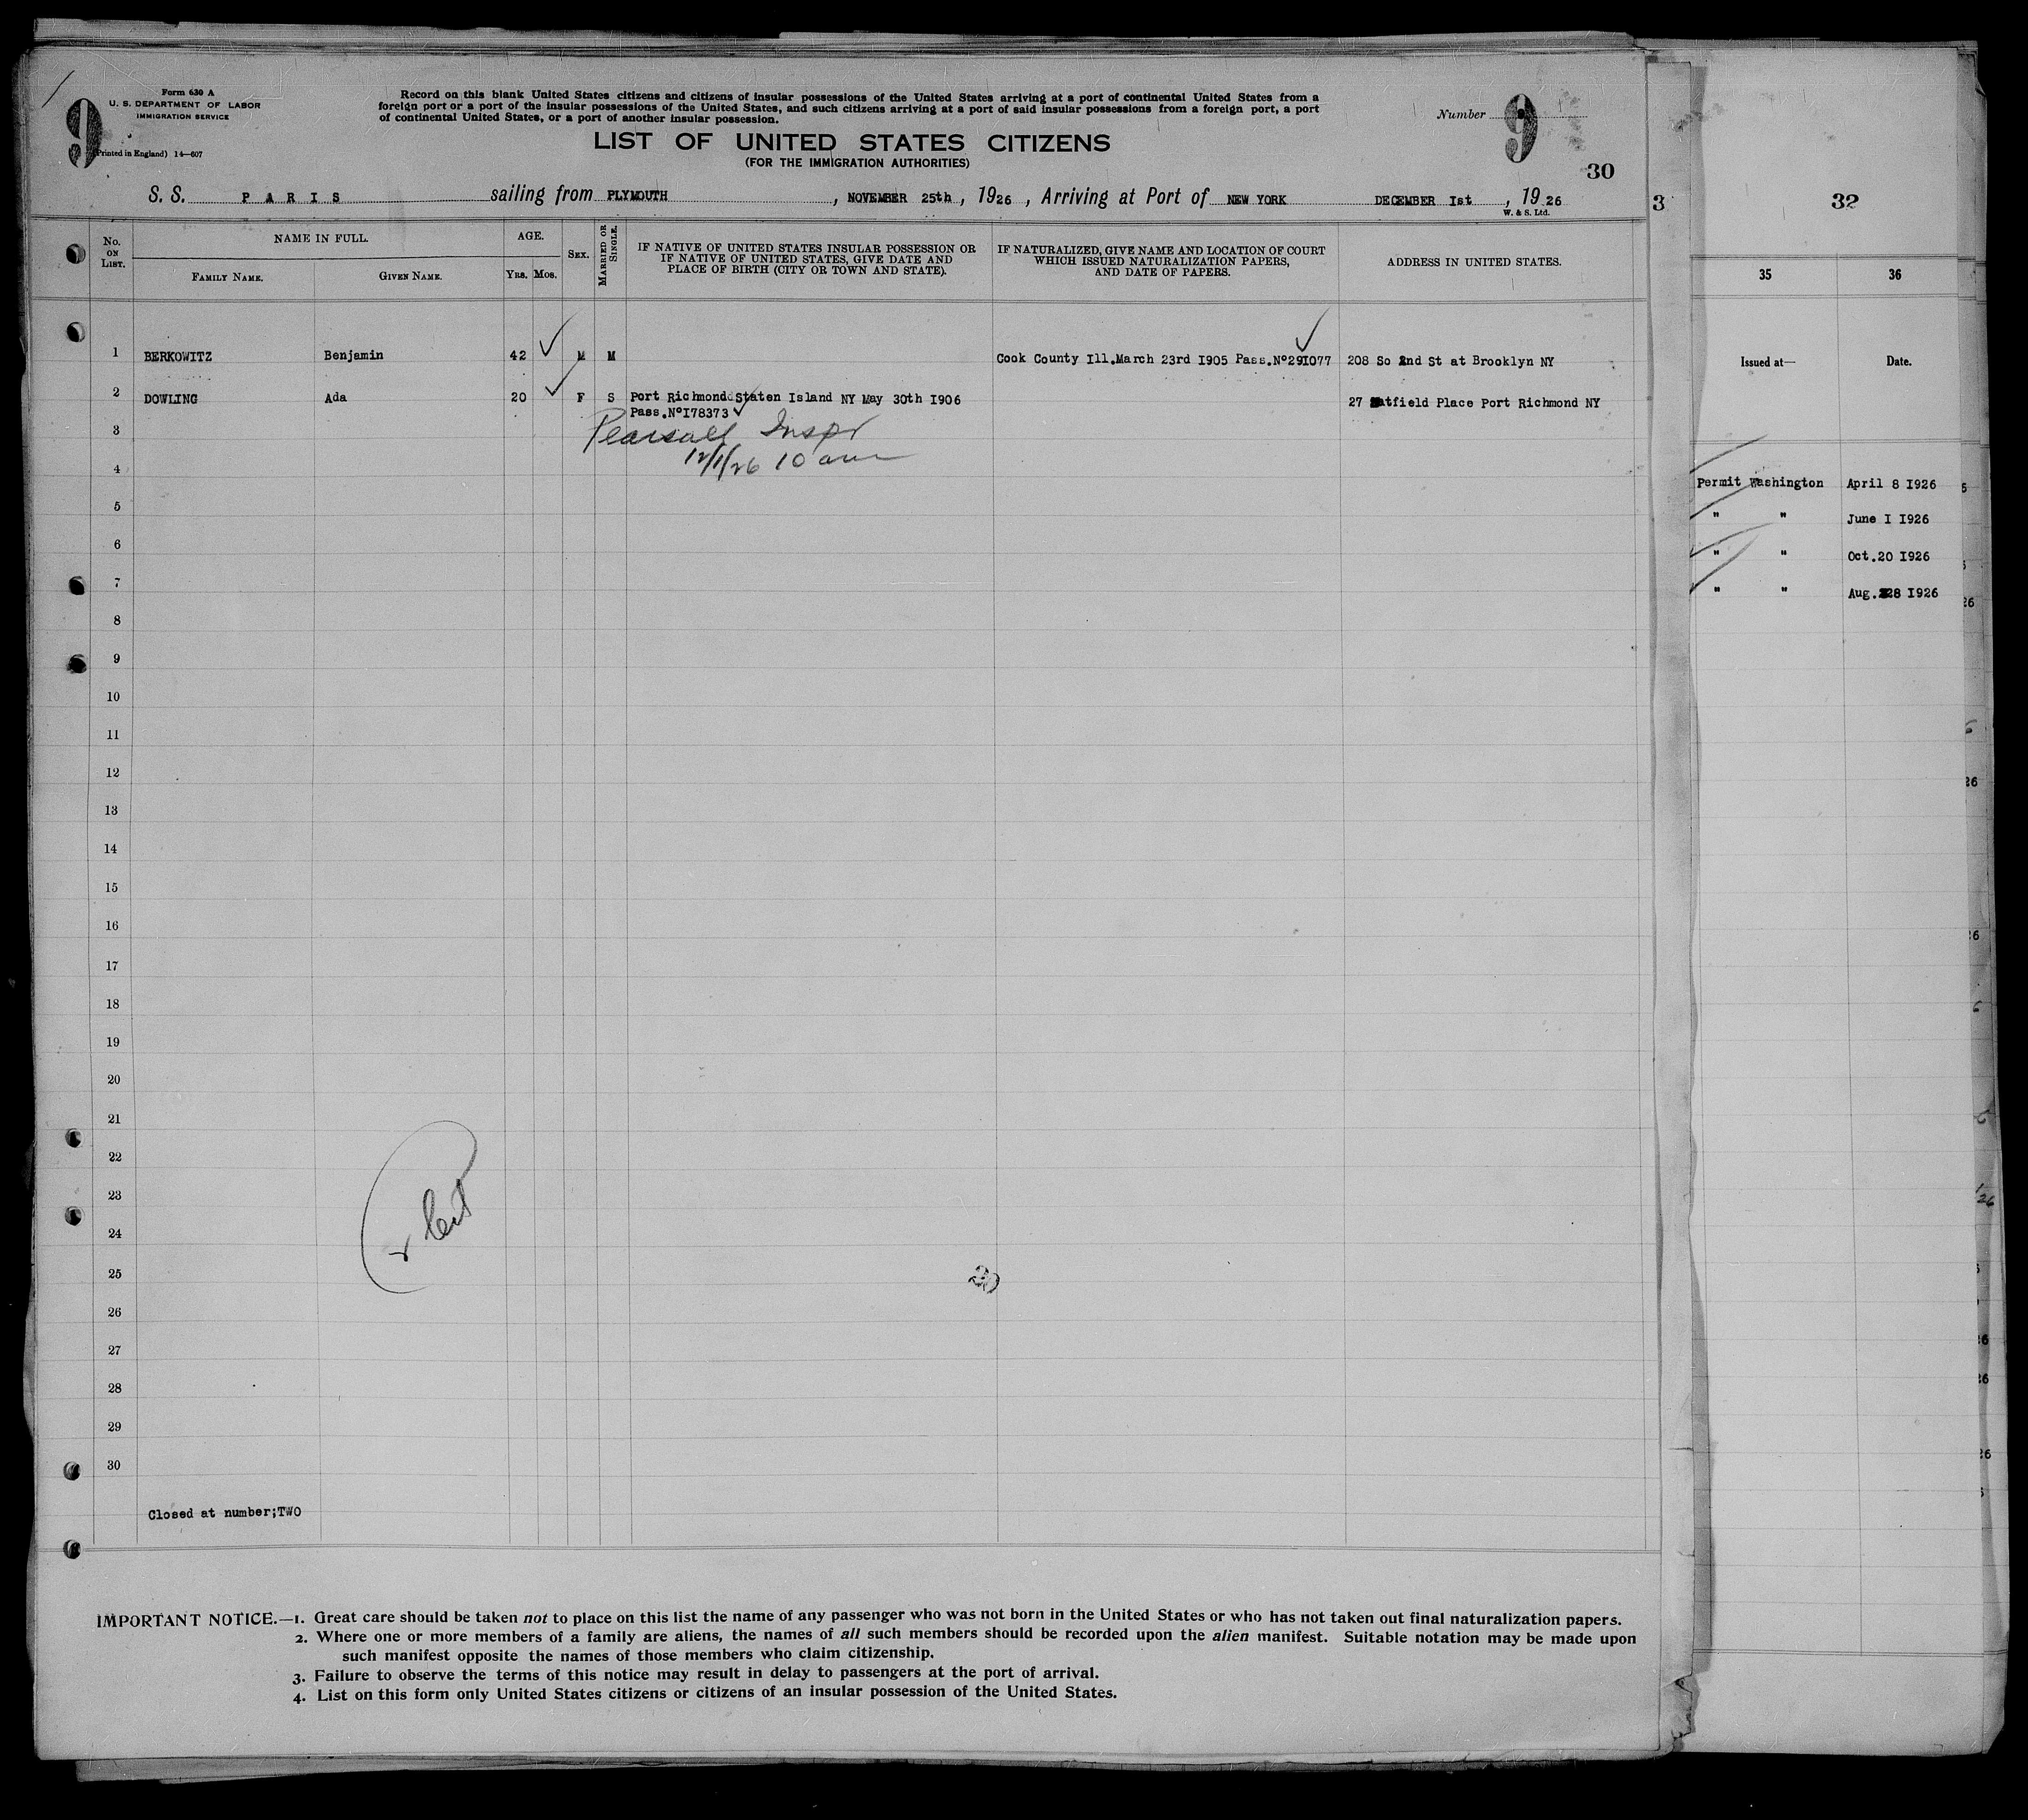 9
Form 630 A
U. S. DEPARTMENT OF LABOR
IMMIGRATION SERVICE
(Printed in England) 14—607
Record on this blank United States citizens and citizens of insular possessions of the United States arriving at a port of continental United States from a
foreign port or a port of the insular possessions of the United States, and such citizens arriving at a port of said insular possessions from a foreign port, a port
of continental United States, or a port of another insular possession.
LIST OF UNITED STATES CITIZENS
(FOR THE IMMIGRATION AUTHORITIES)
Number 9
30
S. S. PARIS sailing from PLYMOUTH, NOVEMBER 25th, 1926, Arriving at Port of NEW YORK DECEMBER Ist, 1926
W. & S. Ltd.
No. ON LIST.
NAME IN FULL.
FAMILY NAME. GIVEN NAME.
AGE.
YRS. MOS.
SEX.
MARRIED OR SINGLE.
IF NATIVE OF UNITED STATES INSULAR POSSESSION OR
IF NATIVE OF UNITED STATES, GIVE DATE AND
PLACE OF BIRTH (CITY OR TOWN AND STATE).
IF NATURALIZED, GIVE NAME AND LOCATION OF COURT
WHICH ISSUED NATURALIZATION PAPERS,
AND DATE OF PAPERS.
ADDRESS IN UNITED STATES.
1 BERKOWITZ Benjamin 42 M M Cook County Ill.March 23rd I905 Pass.Nº29I077 208 So 2nd St at Brooklyn NY
2 DOWLING Ada 20 F S Port Richmond Staten Island NY May 30th I906 27 Hatfield Place Port Richmond NY
Pass.NºI78373
3 Pearsall Inspr
4 12/1/26 10 am
5
6
7
8
9
10
11
12
13
14
15
16
17
18
19
20
21
22
23
24
25
26
27
28
29
30
Closed at number;TWO
IMPORTANT NOTICE.—1. Great care should be taken not to place on this list the name of any passenger who was not born in the United States or who has not taken out final naturalization papers.
2. Where one or more members of a family are aliens, the names of all such members should be recorded upon the alien manifest. Suitable notation may be made upon
such manifest opposite the names of those members who claim citizenship.
3. Failure to observe the terms of this notice may result in delay to passengers at the port of arrival.
4. List on this form only United States citizens or citizens of an insular possession of the United States.
3
32
35 36
Issued at— Date.
Permit Washington April 8 I926
" " June I I926
" " Oct.20 I926
" " Aug.28 I926